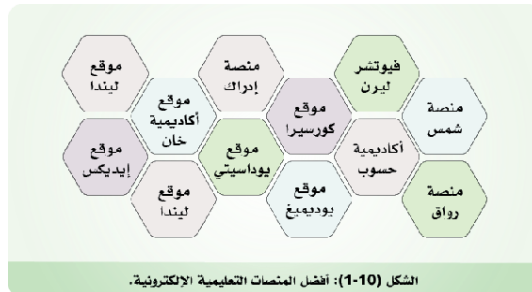 فيوتشر
ليرن
منصة
إدراك
موقع
ليندا
منصة
شمس
موقع
كورسيرا
موقع
أكاديمية
خان
أكاديمية
حسوب
موقع
يوداسيتي
موقع
إيديكس
منصة
رواق
موقع
يوديميغ
موقع
ليندا
الشكل (10-1): أفضل المنصات التعليمية الإلكترونية.